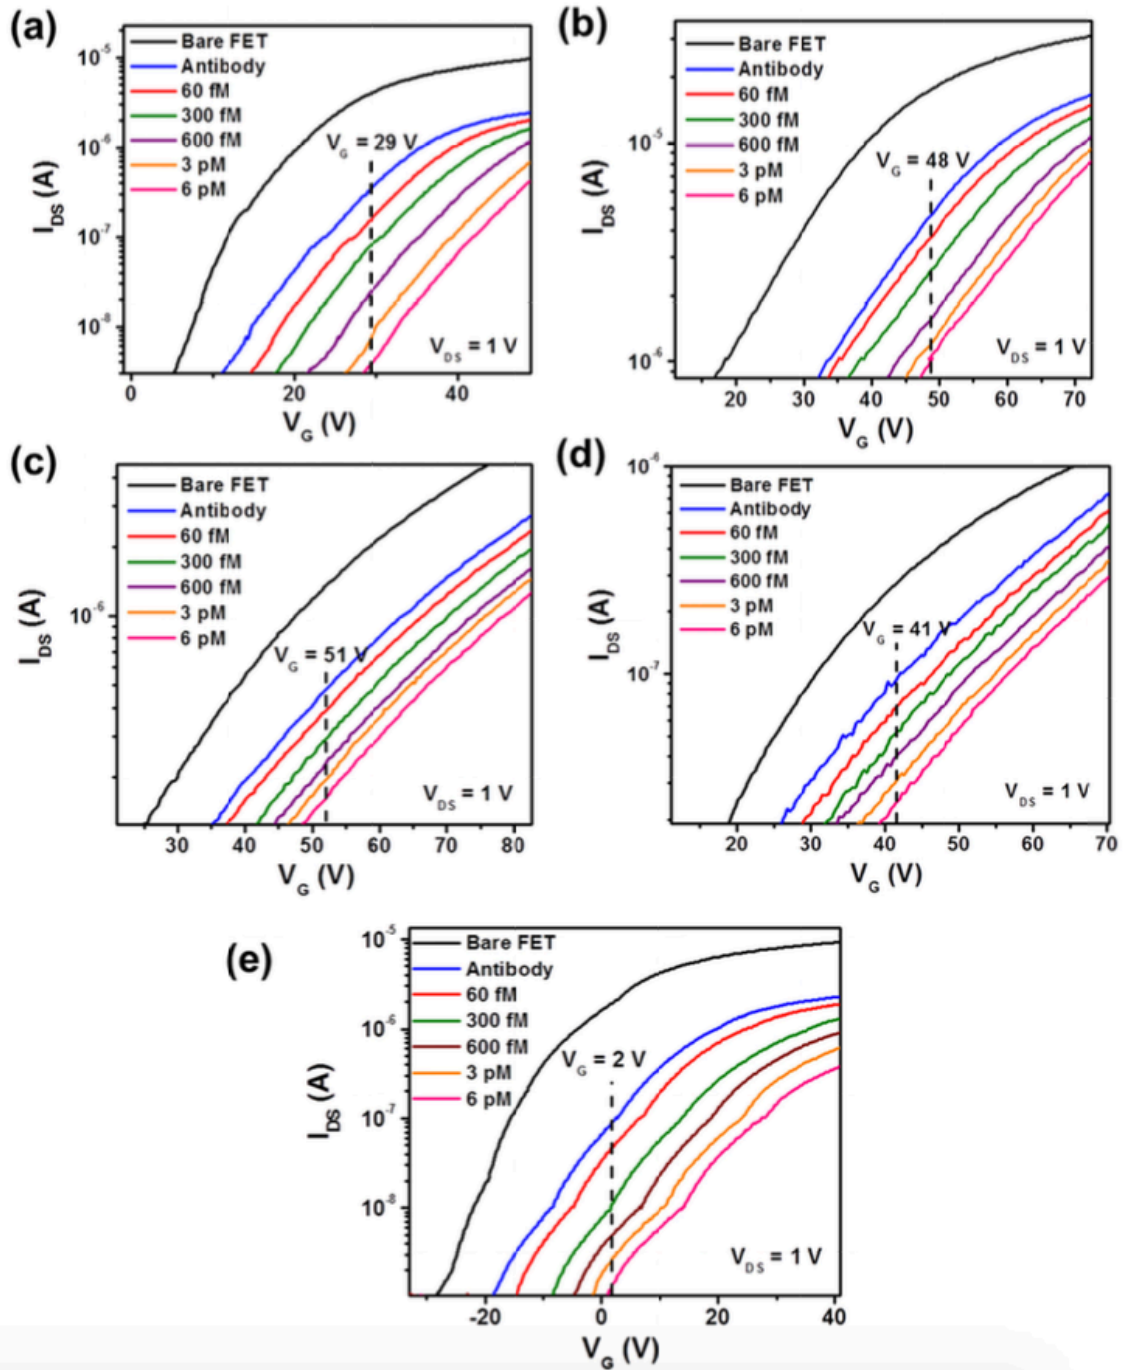 (a)
Bare FET
Antibody
60 fM
300 fM
600 fM
3 pM
6 pM
V_G = 29 V
V_DS = 1 V
10^-5
10^-6
10^-7
10^-8
I_DS (A)
0 20 40
V_G (V)
(b)
Bare FET
Antibody
60 fM
300 fM
600 fM
3 pM
6 pM
V_G = 48 V
V_DS = 1 V
10^-5
10^-6
I_DS (A)
20 30 40 50 60 70
V_G (V)
(c)
Bare FET
Antibody
60 fM
300 fM
600 fM
3 pM
6 pM
V_G = 51 V
V_DS = 1 V
10^-6
I_DS (A)
30 40 50 60 70 80
V_G (V)
(d)
Bare FET
Antibody
60 fM
300 fM
600 fM
3 pM
6 pM
V_G = 41 V
V_DS = 1 V
10^-6
10^-7
I_DS (A)
20 30 40 50 60 70
V_G (V)
(e)
Bare FET
Antibody
60 fM
300 fM
600 fM
3 pM
6 pM
V_G = 2 V
V_DS = 1 V
10^-5
10^-6
10^-7
10^-8
I_DS (A)
-20 0 20 40
V_G (V)